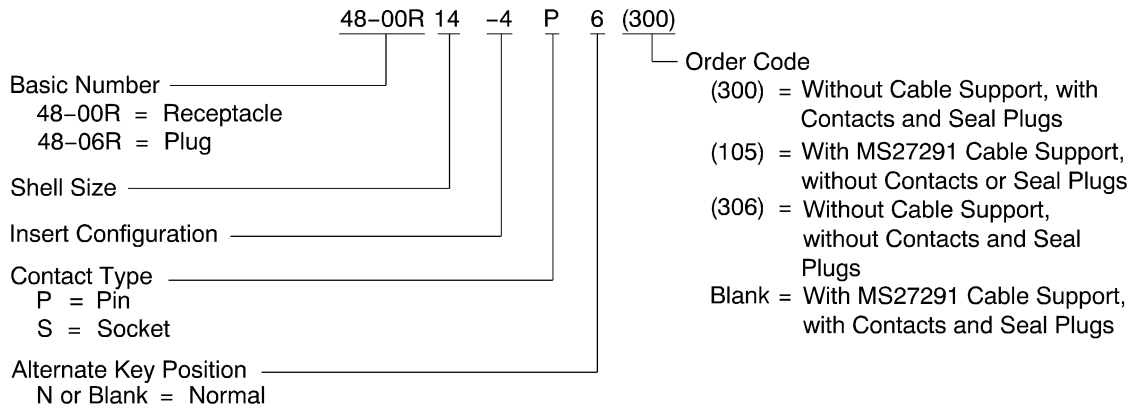 48–00R 14 –4 P 6 (300)
Basic Number
48–00R = Receptacle
48–06R = Plug
Shell Size
Insert Configuration
Contact Type
P = Pin
S = Socket
Alternate Key Position
N or Blank = Normal
Order Code
(300) = Without Cable Support, with
Contacts and Seal Plugs
(105) = With MS27291 Cable Support,
without Contacts or Seal Plugs
(306) = Without Cable Support,
without Contacts and Seal
Plugs
Blank = With MS27291 Cable Support,
with Contacts and Seal Plugs